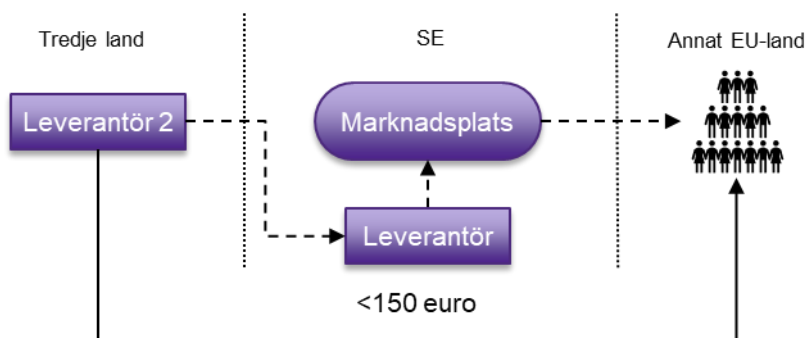 Tredje land
SE
Annat EU-land
Leverantör 2
Marknadsplats
Leverantör
<150 euro